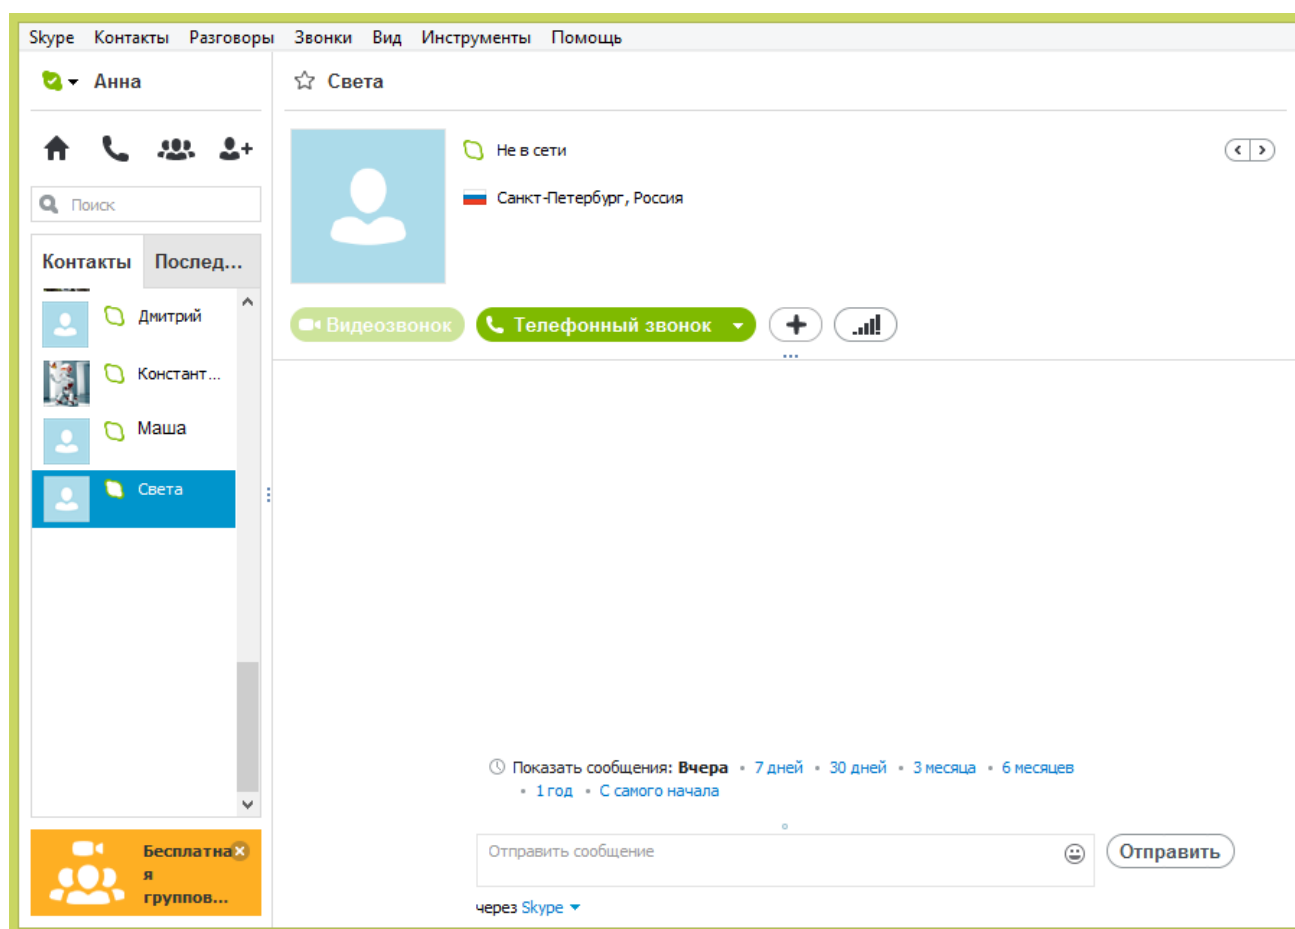 Skype Контакты Разговоры Звонки Вид Инструменты Помощь
Анна
Поиск
Контакты Послед...
Дмитрий
Констант...
Маша
Света
Бесплатна
я
группов...
Света
Не в сети
Санкт-Петербург, Россия
Видеозвонок Телефонный звонок
Показать сообщения: Вчера • 7 дней • 30 дней • 3 месяца • 6 месяцев
• 1 год • С самого начала
Отправить сообщение
Отправить
через Skype